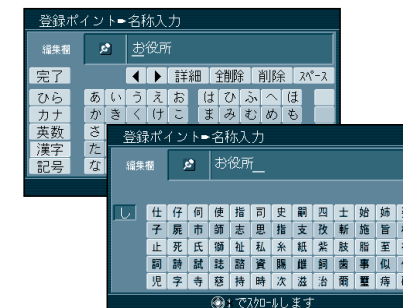 登録ポイント➨名称入力
編集欄 お役所
完了 ◀ ▶ 詳細 全削除 削除 スペース
ひら あ い う え お は ひ ふ へ ほ
カナ か き く け こ ま み む め も
英数 さ
漢字 た
記号 な
登録ポイント➨名称入力
編集欄 お役所_
し 仕 仔 伺 使 指 司 史 嗣 四 士 始 姉
子 屍 市 師 志 思 指 支 孜 斯 施 旨
止 死 氏 獅 祉 私 糸 紙 紫 肢 脂 至
詞 詩 試 誌 諮 資 賜 雌 飼 歯 事 似
児 字 寺 慈 持 時 次 滋 治 爾 璽 痔
：でスクロールします